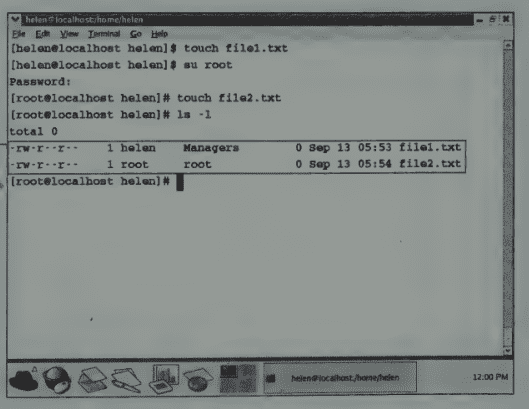 helen@localhost:/home/helen
File Edit View Terminal Go Help
[helen@localhost helen]$ touch file1.txt
[helen@localhost helen]$ su root
Password:
[root@localhost helen]# touch file2.txt
[root@localhost helen]# ls -l
total 0
-rw-r--r-- 1 helen Managers 0 Sep 13 05:53 file1.txt
-rw-r--r-- 1 root root 0 Sep 13 05:54 file2.txt
[root@localhost helen]#
helen@localhost:/home/helen
12:00 PM